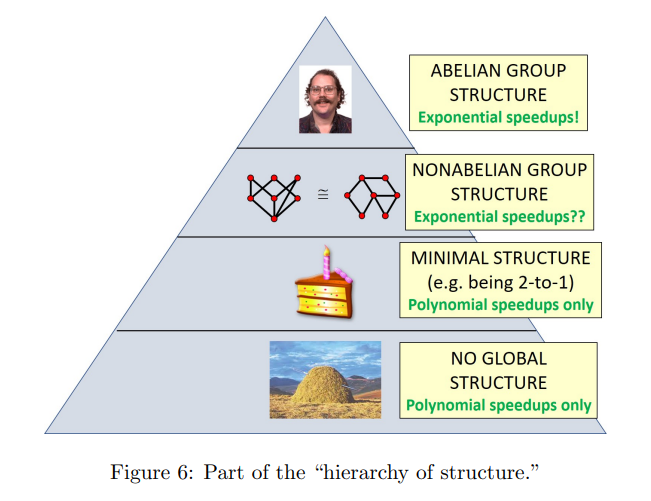 ABELIAN GROUP
STRUCTURE
Exponential speedups!
NONABELIAN GROUP
STRUCTURE
Exponential speedups??
≅
MINIMAL STRUCTURE
(e.g. being 2-to-1)
Polynomial speedups only
NO GLOBAL
STRUCTURE
Polynomial speedups only
Figure 6: Part of the “hierarchy of structure.”